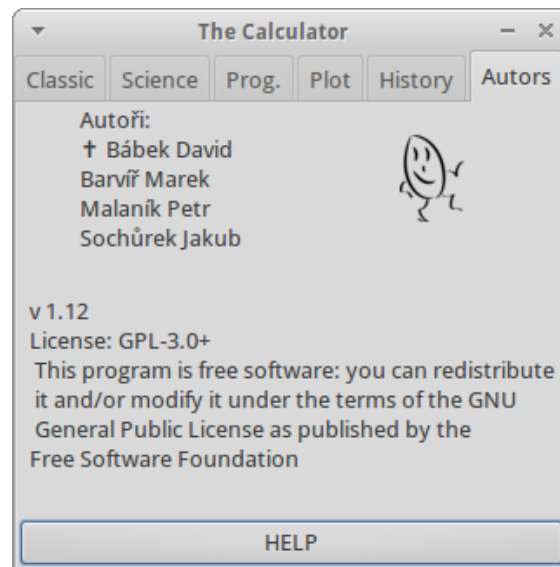 The Calculator
Classic Science Prog. Plot History Autors
Autoři:
✝ Bábek David
Barvíř Marek
Malaník Petr
Sochůrek Jakub
v 1.12
License: GPL-3.0+
This program is free software: you can redistribute
it and/or modify it under the terms of the GNU
General Public License as published by the
Free Software Foundation
HELP